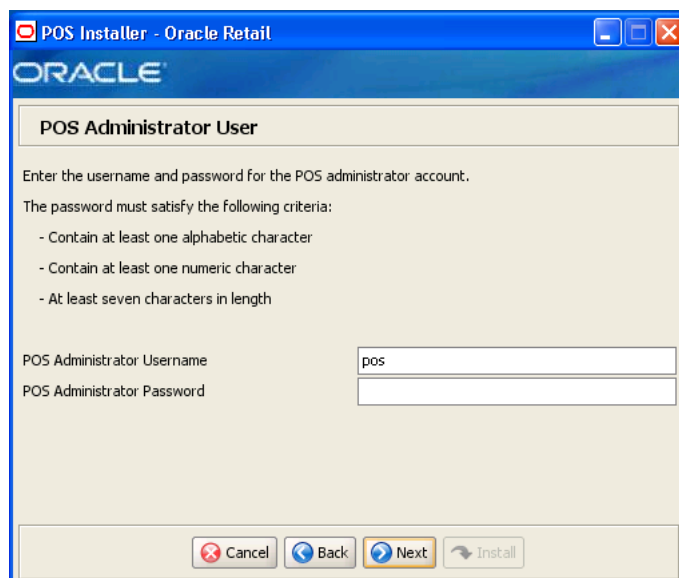 POS Installer - Oracle Retail
ORACLE
POS Administrator User
Enter the username and password for the POS administrator account.
The password must satisfy the following criteria:
- Contain at least one alphabetic character
- Contain at least one numeric character
- At least seven characters in length
POS Administrator Username pos
POS Administrator Password
Cancel Back Next Install